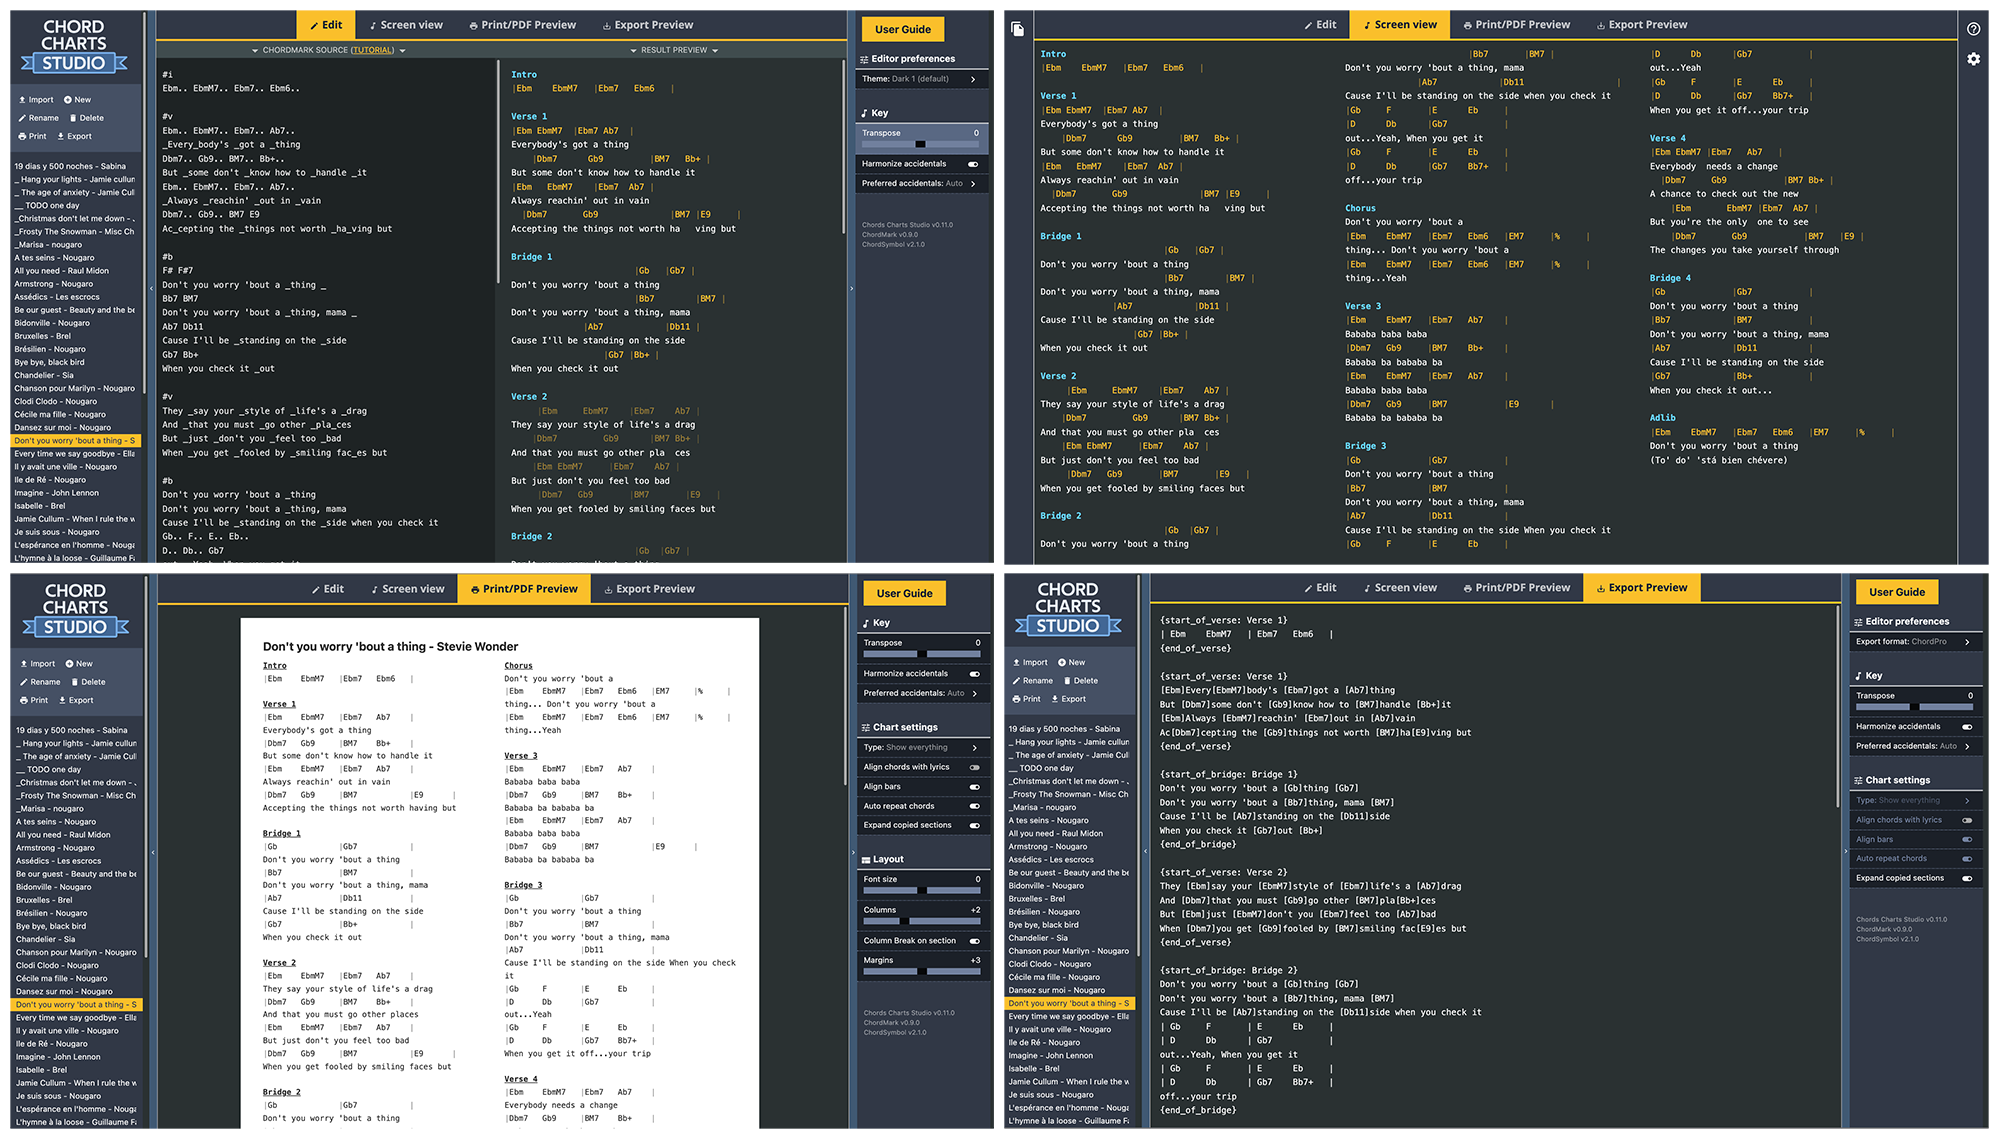 CHORD
CHARTS
STUDIO
Import
New
Rename
Delete
Print
Export
19 dias y 500 noches - Sabina
_ Hang your lights - Jamie cullun
_ The age of anxiety - Jamie Cull
__ TODO one day
_Christmas don't let me down - .
_Frosty The Snowman - Misc Ch
_Marisa - nougaro
A tes seins - Nougaro
All you need - Raul Midon
Armstrong - Nougaro
Assédics - Les escrocs
Be our guest - Beauty and the be
Bidonville - Nougaro
Bruxelles - Brel
Brésilien - Nougaro
Bye bye, black bird
Chandelier - Sia
Chanson pour Marilyn - Nougaro
Clodi Clodo - Nougaro
Cécile ma fille - Nougaro
Dansez sur moi - Nougaro
Don't you worry 'bout a thing - S
Every time we say goodbye - Ella
Il y avait une ville - Nougaro
Ile de Ré - Nougaro
Imagine - John Lennon
Isabelle - Brel
Jamie Cullum - When I rule the w
Je suis sous - Nougaro
L'espérance en l'homme - Nouga
L'hymne à la loose - Guillaume Fa
Edit
Screen view
Print/PDF Preview
Export Preview
CHORDMARK SOURCE (TUTORIAL)
#i
Ebm.. EbmM7.. Ebm7.. Ebm6..
#v
Ebm.. EbmM7.. Ebm7.. Ab7..
_Every_body's _got a _thing
Dbm7.. Gb9.. BM7.. Bb+..
But _some don't _know how to _handle _it
Ebm.. EbmM7.. Ebm7.. Ab7..
_Always _reachin' _out in _vain
Dbm7.. Gb9.. BM7 E9
Ac_cepting the _things not worth _ha_ving but
#b
F# F#7
Don't you worry 'bout a _thing _
Bb7 BM7
Don't you worry 'bout a _thing, mama _
Ab7 Db11
Cause I'll be _standing on the _side
Gb7 Bb+
When you check it _out
#v
They _say your _style of _life's a _drag
And _that you must _go other _pla_ces
But _just _don't you _feel too _bad
When _you get _fooled by _smiling fac_es but
#b
Don't you worry 'bout a _thing
Don't you worry 'bout a _thing, mama
Cause I'll be _standing on the _side when you check it
Gb.. F.. E.. Eb..
D.. Db.. Gb7
RESULT PREVIEW
Intro
|Ebm EbmM7 |Ebm7 Ebm6 |
Verse 1
|Ebm EbmM7 |Ebm7 Ab7 |
Everybody's got a thing
|Dbm7 Gb9 |BM7 Bb+ |
But some don't know how to handle it
|Ebm EbmM7 |Ebm7 Ab7 |
Always reachin' out in vain
|Dbm7 Gb9 |BM7 |E9 |
Accepting the things not worth ha ving but
Bridge 1
|Gb |Gb7 |
Don't you worry 'bout a thing
|Bb7 |BM7 |
Don't you worry 'bout a thing, mama
|Ab7 |Db11 |
Cause I'll be standing on the side
|Gb7 |Bb+ |
When you check it out
Verse 2
|Ebm EbmM7 |Ebm7 Ab7 |
They say your style of life's a drag
|Dbm7 Gb9 |BM7 Bb+ |
And that you must go other pla ces
|Ebm EbmM7 |Ebm7 Ab7 |
But just don't you feel too bad
|Dbm7 Gb9 |BM7 |E9 |
When you get fooled by smiling faces but
Bridge 2
|Gb |Gb7 |
User Guide
Editor preferences
Theme: Dark 1 (default)
Key
Transpose 0
Harmonize accidentals
Preferred accidentals: Auto
Chords Charts Studio v0.11.0
ChordMark v0.9.0
ChordSymbol v2.1.0
Edit
Screen view
Print/PDF Preview
Export Preview
Intro
|Ebm EbmM7 |Ebm7 Ebm6 |
Verse 1
|Ebm EbmM7 |Ebm7 Ab7 |
Everybody's got a thing
|Dbm7 Gb9 |BM7 Bb+ |
But some don't know how to handle it
|Ebm EbmM7 |Ebm7 Ab7 |
Always reachin' out in vain
|Dbm7 Gb9 |BM7 |E9 |
Accepting the things not worth ha ving but
Bridge 1
|Gb |Gb7 |
Don't you worry 'bout a thing
|Bb7 |BM7 |
Don't you worry 'bout a thing, mama
|Ab7 |Db11 |
Cause I'll be standing on the side
|Gb7 |Bb+ |
When you check it out
Verse 2
|Ebm EbmM7 |Ebm7 Ab7 |
They say your style of life's a drag
|Dbm7 Gb9 |BM7 Bb+ |
And that you must go other pla ces
|Ebm EbmM7 |Ebm7 Ab7 |
But just don't you feel too bad
|Dbm7 Gb9 |BM7 |E9 |
When you get fooled by smiling faces but
Bridge 2
|Gb |Gb7 |
Don't you worry 'bout a thing
|Bb7 |BM7 |
Don't you worry 'bout a thing, mama
|Ab7 |Db11
Cause I'll be standing on the side when you check it
|Gb F |E Eb |
|D Db |Gb7 |
out...Yeah, When you get it
|Gb F |E Eb |
|D Db |Gb7 Bb7+ |
off...your trip
Chorus
Don't you worry 'bout a
|Ebm EbmM7 |Ebm7 Ebm6 |EM7 |% |
thing... Don't you worry 'bout a
|Ebm EbmM7 |Ebm7 Ebm6 |EM7 |% |
thing...Yeah
Verse 3
|Ebm EbmM7 |Ebm7 Ab7 |
Bababa baba baba
|Dbm7 Gb9 |BM7 Bb+ |
Bababa ba bababa ba
|Ebm EbmM7 |Ebm7 Ab7 |
Bababa baba baba
|Dbm7 Gb9 |BM7 |E9 |
Bababa ba bababa ba
Bridge 3
|Gb |Gb7 |
Don't you worry 'bout a thing
|Bb7 |BM7 |
Don't you worry 'bout a thing, mama
|Ab7 |Db11 |
Cause I'll be standing on the side When you check it
|Gb F |E Eb |
|D Db |Gb7 |
out...Yeah
|Gb F |E Eb |
|D Db |Gb7 Bb7+ |
When you get it off...your trip
Verse 4
|Ebm EbmM7 |Ebm7 Ab7 |
Everybody needs a change
|Dbm7 Gb9 |BM7 Bb+ |
A chance to check out the new
|Ebm EbmM7 |Ebm7 Ab7 |
But you're the only one to see
|Dbm7 Gb9 |BM7 |E9 |
The changes you take yourself through
Bridge 4
|Gb |Gb7 |
Don't you worry 'bout a thing
|Bb7 |BM7 |
Don't you worry 'bout a thing, mama
|Ab7 |Db11 |
Cause I'll be standing on the side
|Gb7 |Bb+ |
When you check it out...
Adlib
|Ebm EbmM7 |Ebm7 Ebm6 |EM7 |% |
Don't you worry 'bout a thing
(To' do' 'stá bien chévere)
CHORD
CHARTS
STUDIO
Import
New
Rename
Delete
Print
Export
19 dias y 500 noches - Sabina
_ Hang your lights - Jamie cullun
_ The age of anxiety - Jamie Cull
__ TODO one day
_Christmas don't let me down - .
_Frosty The Snowman - Misc Ch
_Marisa - nougaro
A tes seins - Nougaro
All you need - Raul Midon
Armstrong - Nougaro
Assédics - Les escrocs
Be our guest - Beauty and the be
Bidonville - Nougaro
Bruxelles - Brel
Brésilien - Nougaro
Bye bye, black bird
Chandelier - Sia
Chanson pour Marilyn - Nougaro
Clodi Clodo - Nougaro
Cécile ma fille - Nougaro
Dansez sur moi - Nougaro
Don't you worry 'bout a thing - S
Every time we say goodbye - Ella
Il y avait une ville - Nougaro
Ile de Ré - Nougaro
Imagine - John Lennon
Isabelle - Brel
Jamie Cullum - When I rule the w
Je suis sous - Nougaro
L'espérance en l'homme - Nouga
L'hymne à la loose - Guillaume Fa
Edit
Screen view
Print/PDF Preview
Export Preview
Don't you worry 'bout a thing - Stevie Wonder
Intro
|Ebm EbmM7 |Ebm7 Ebm6 |
Verse 1
|Ebm EbmM7 |Ebm7 Ab7 |
Everybody's got a thing
|Dbm7 Gb9 |BM7 Bb+ |
But some don't know how to handle it
|Ebm EbmM7 |Ebm7 Ab7 |
Always reachin' out in vain
|Dbm7 Gb9 |BM7 |E9 |
Accepting the things not worth having but
Bridge 1
|Gb |Gb7 |
Don't you worry 'bout a thing
|Bb7 |BM7 |
Don't you worry 'bout a thing, mama
|Ab7 |Db11 |
Cause I'll be standing on the side
|Gb7 |Bb+ |
When you check it out
Verse 2
|Ebm EbmM7 |Ebm7 Ab7 |
They say your style of life's a drag
|Dbm7 Gb9 |BM7 Bb+ |
And that you must go other places
|Ebm EbmM7 |Ebm7 Ab7 |
But just don't you feel too bad
|Dbm7 Gb9 |BM7 |E9 |
When you get fooled by smiling faces but
Bridge 2
|Gb |Gb7 |
Don't you worry 'bout a thing
Chorus
Don't you worry 'bout a
|Ebm EbmM7 |Ebm7 Ebm6 |EM7 |% |
thing... Don't you worry 'bout a
|Ebm EbmM7 |Ebm7 Ebm6 |EM7 |% |
thing...Yeah
Verse 3
|Ebm EbmM7 |Ebm7 Ab7 |
Bababa baba baba
|Dbm7 Gb9 |BM7 Bb+ |
Bababa ba bababa ba
|Ebm EbmM7 |Ebm7 Ab7 |
Bababa baba baba
|Dbm7 Gb9 |BM7 |E9 |
Bababa ba bababa ba
Bridge 3
|Gb |Gb7 |
Don't you worry 'bout a thing
|Bb7 |BM7 |
Don't you worry 'bout a thing, mama
|Ab7 |Db11 |
Cause I'll be standing on the side When you check
it
|Gb F |E Eb |
|D Db |Gb7 |
out...Yeah
|Gb F |E Eb |
|D Db |Gb7 Bb7+ |
When you get it off...your trip
Verse 4
|Ebm EbmM7 |Ebm7 Ab7 |
Everybody needs a change
|Dbm7 Gb9 |BM7 Bb+ |
User Guide
Key
Transpose 0
Harmonize accidentals
Preferred accidentals: Auto
Chart settings
Type: Show everything
Align chords with lyrics
Align bars
Auto repeat chords
Expand copied sections
Layout
Font size 0
Columns +2
Column Break on section
Margins +3
Chords Charts Studio v0.11.0
ChordMark v0.9.0
ChordSymbol v2.1.0
CHORD
CHARTS
STUDIO
Import
New
Rename
Delete
Print
Export
19 dias y 500 noches - Sabina
_ Hang your lights - Jamie cullun
_ The age of anxiety - Jamie Cull
__ TODO one day
_Christmas don't let me down - .
_Frosty The Snowman - Misc Ch
_Marisa - nougaro
A tes seins - Nougaro
All you need - Raul Midon
Armstrong - Nougaro
Assédics - Les escrocs
Be our guest - Beauty and the be
Bidonville - Nougaro
Bruxelles - Brel
Brésilien - Nougaro
Bye bye, black bird
Chandelier - Sia
Chanson pour Marilyn - Nougaro
Clodi Clodo - Nougaro
Cécile ma fille - Nougaro
Dansez sur moi - Nougaro
Don't you worry 'bout a thing - S
Every time we say goodbye - Ella
Il y avait une ville - Nougaro
Ile de Ré - Nougaro
Imagine - John Lennon
Isabelle - Brel
Jamie Cullum - When I rule the w
Je suis sous - Nougaro
L'espérance en l'homme - Nouga
L'hymne à la loose - Guillaume Fa
Edit
Screen view
Print/PDF Preview
Export Preview
{start_of_verse: Verse 1}
| Ebm EbmM7 | Ebm7 Ebm6 |
{end_of_verse}
{start_of_verse: Verse 1}
[Ebm]Every[EbmM7]body's [Ebm7]got a [Ab7]thing
But [Dbm7]some don't [Gb9]know how to [BM7]handle [Bb+]it
[Ebm]Always [EbmM7]reachin' [Ebm7]out in [Ab7]vain
Ac[Dbm7]cepting the [Gb9]things not worth [BM7]ha[E9]ving but
{end_of_verse}
{start_of_bridge: Bridge 1}
Don't you worry 'bout a [Gb]thing [Gb7]
Don't you worry 'bout a [Bb7]thing, mama [BM7]
Cause I'll be [Ab7]standing on the [Db11]side
When you check it [Gb7]out [Bb+]
{end_of_bridge}
{start_of_verse: Verse 2}
They [Ebm]say your [EbmM7]style of [Ebm7]life's a [Ab7]drag
And [Dbm7]that you must [Gb9]go other [BM7]pla[Bb+]ces
But [Ebm]just [EbmM7]don't you [Ebm7]feel too [Ab7]bad
When [Dbm7]you get [Gb9]fooled by [BM7]smiling fac[E9]es but
{end_of_verse}
{start_of_bridge: Bridge 2}
Don't you worry 'bout a [Gb]thing [Gb7]
Don't you worry 'bout a [Bb7]thing, mama [BM7]
Cause I'll be [Ab7]standing on the [Db11]side when you check it
| Gb F | E Eb |
| D Db | Gb7 |
out...Yeah, When you get it
| Gb F | E Eb |
| D Db | Gb7 Bb7+ |
off...your trip
{end_of_bridge}
User Guide
Editor preferences
Export format: ChordPro
Key
Transpose 0
Harmonize accidentals
Preferred accidentals: Auto
Chart settings
Type: Show everything
Align chords with lyrics
Align bars
Auto repeat chords
Expand copied sections
Chords Charts Studio v0.11.0
ChordMark v0.9.0
ChordSymbol v2.1.0